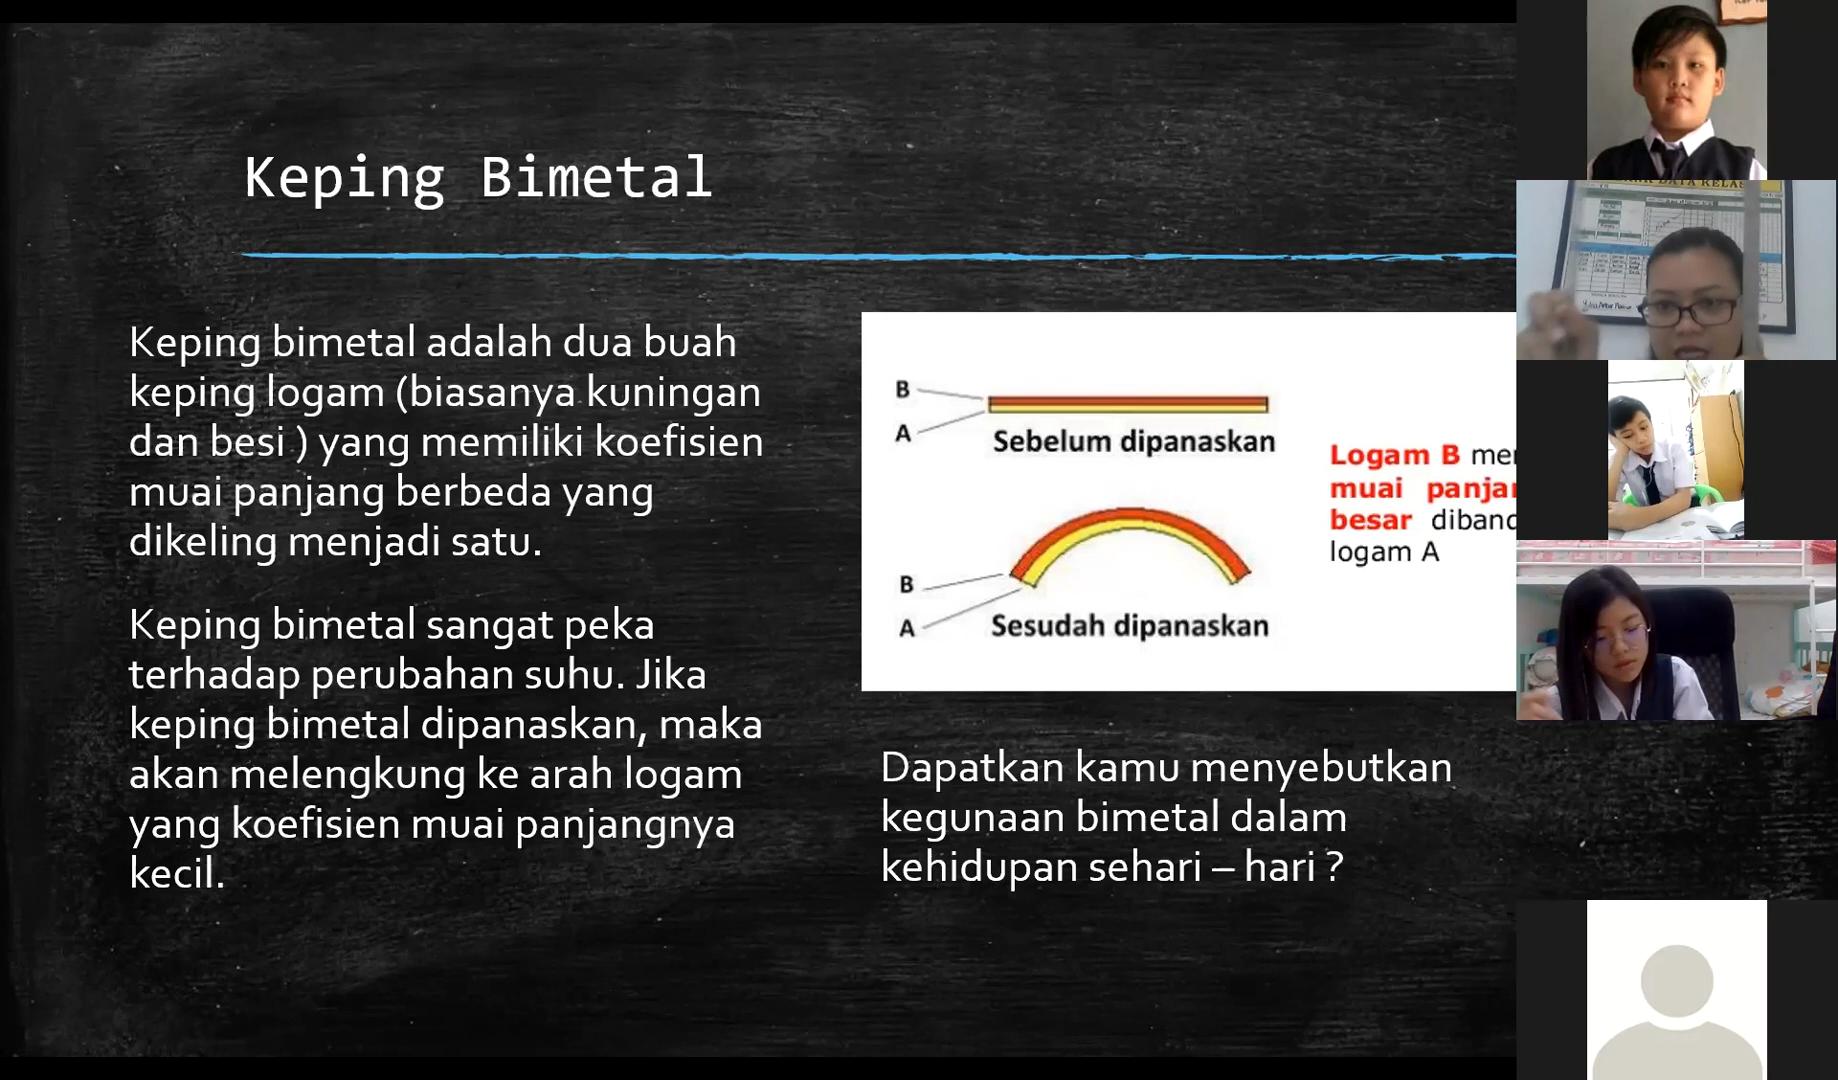 Keping Bimetal
Keping bimetal adalah dua buah
keping logam (biasanya kuningan
dan besi ) yang memiliki koefisien
muai panjang berbeda yang
dikeling menjadi satu.
Keping bimetal sangat peka
terhadap perubahan suhu. Jika
keping bimetal dipanaskan, maka
akan melengkung ke arah logam
yang koefisien muai panjangnya
kecil.
B
A
Sebelum dipanaskan
B
A
Sesudah dipanaskan
Logam B
muai
besar
logam A
Dapatkan kamu menyebutkan
kegunaan bimetal dalam
kehidupan sehari – hari ?